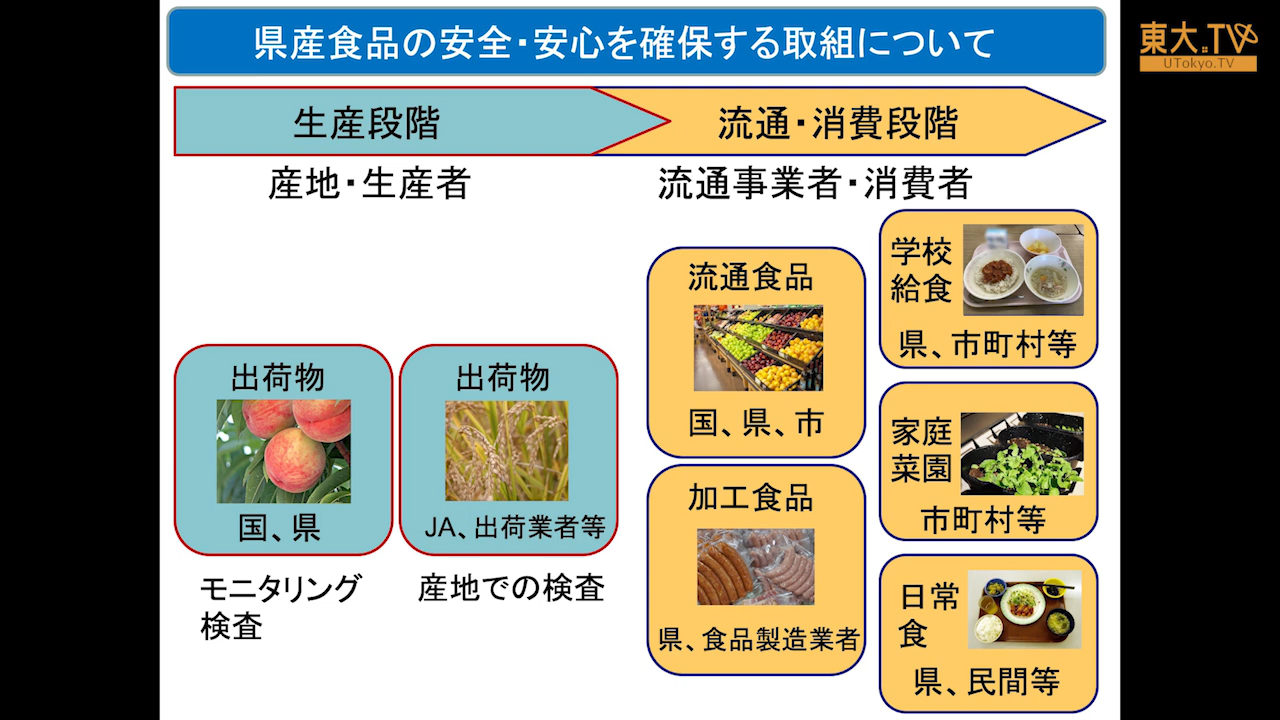 県産食品の安全・安心を確保する取組について
東大.TV
UTokyo.TV
生産段階
流通・消費段階
産地・生産者
流通事業者・消費者
出荷物
国、県
モニタリング
検査
出荷物
JA、出荷業者等
産地での検査
流通食品
国、県、市
加工食品
県、食品製造業者
学校
給食
県、市町村等
家庭
菜園
市町村等
日常
食
県、民間等